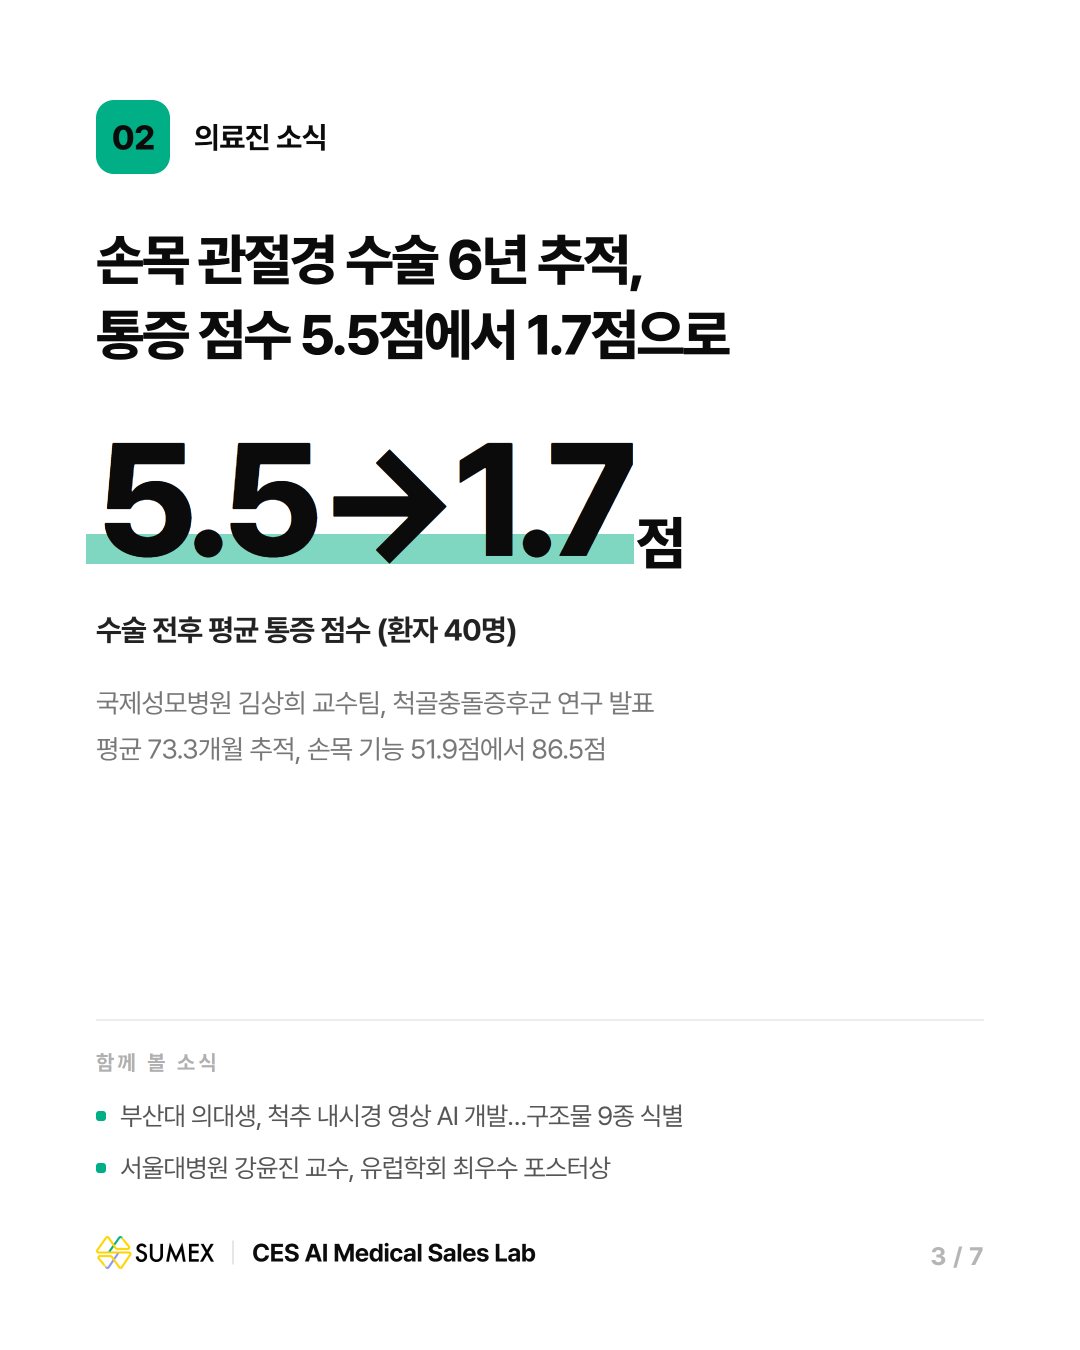 02
의료진 소식
손목 관절경 수술 6년 추적,
통증 점수 5.5점에서 1.7점으로
5.5→1.7점
수술 전후 평균 통증 점수 (환자 40명)
국제성모병원 김상희 교수팀, 척골충돌증후군 연구 발표
평균 73.3개월 추적, 손목 기능 51.9점에서 86.5점
함께 볼 소식
부산대 의대생, 척추 내시경 영상 AI 개발...구조물 9종 식별
서울대병원 강윤진 교수, 유럽학회 최우수 포스터상
SUMEX
CES AI Medical Sales Lab
3 / 7